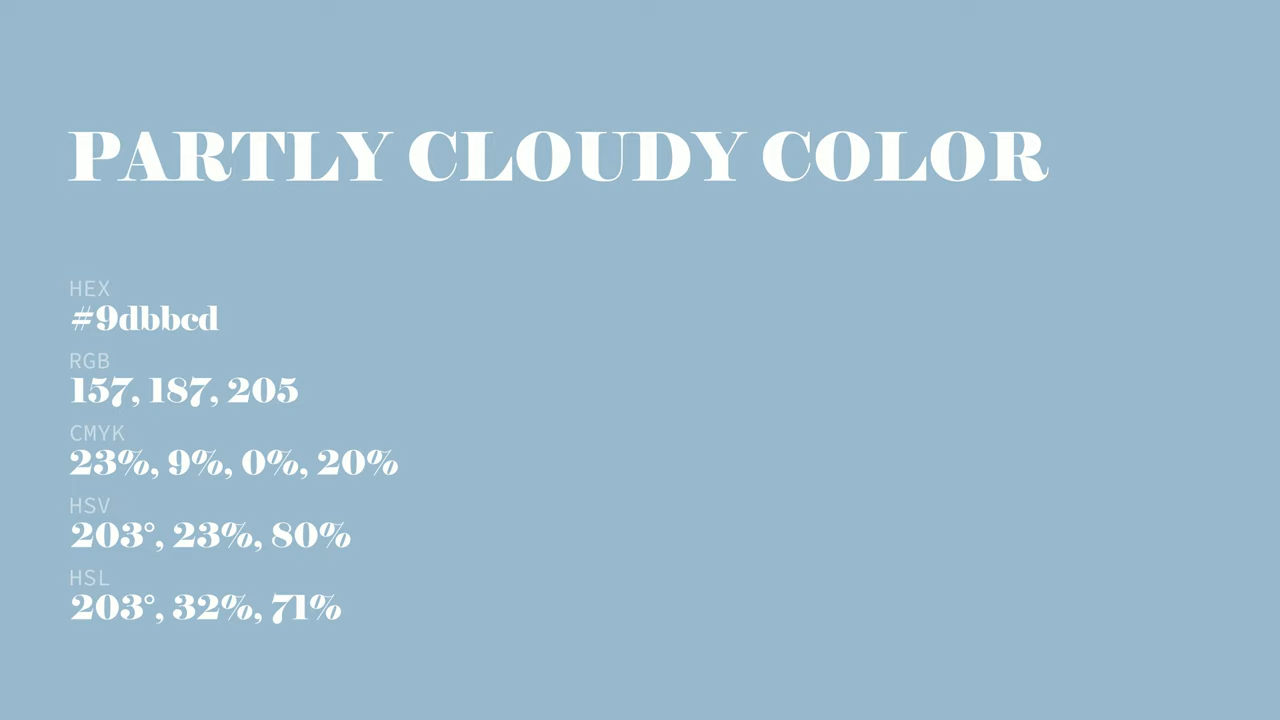 PARTLY CLOUDY COLOR
HEX
#9dbbcd
RGB
157, 187, 205
CMYK
23%, 9%, 0%, 20%
HSV
203°, 23%, 80%
HSL
203°, 32%, 71%